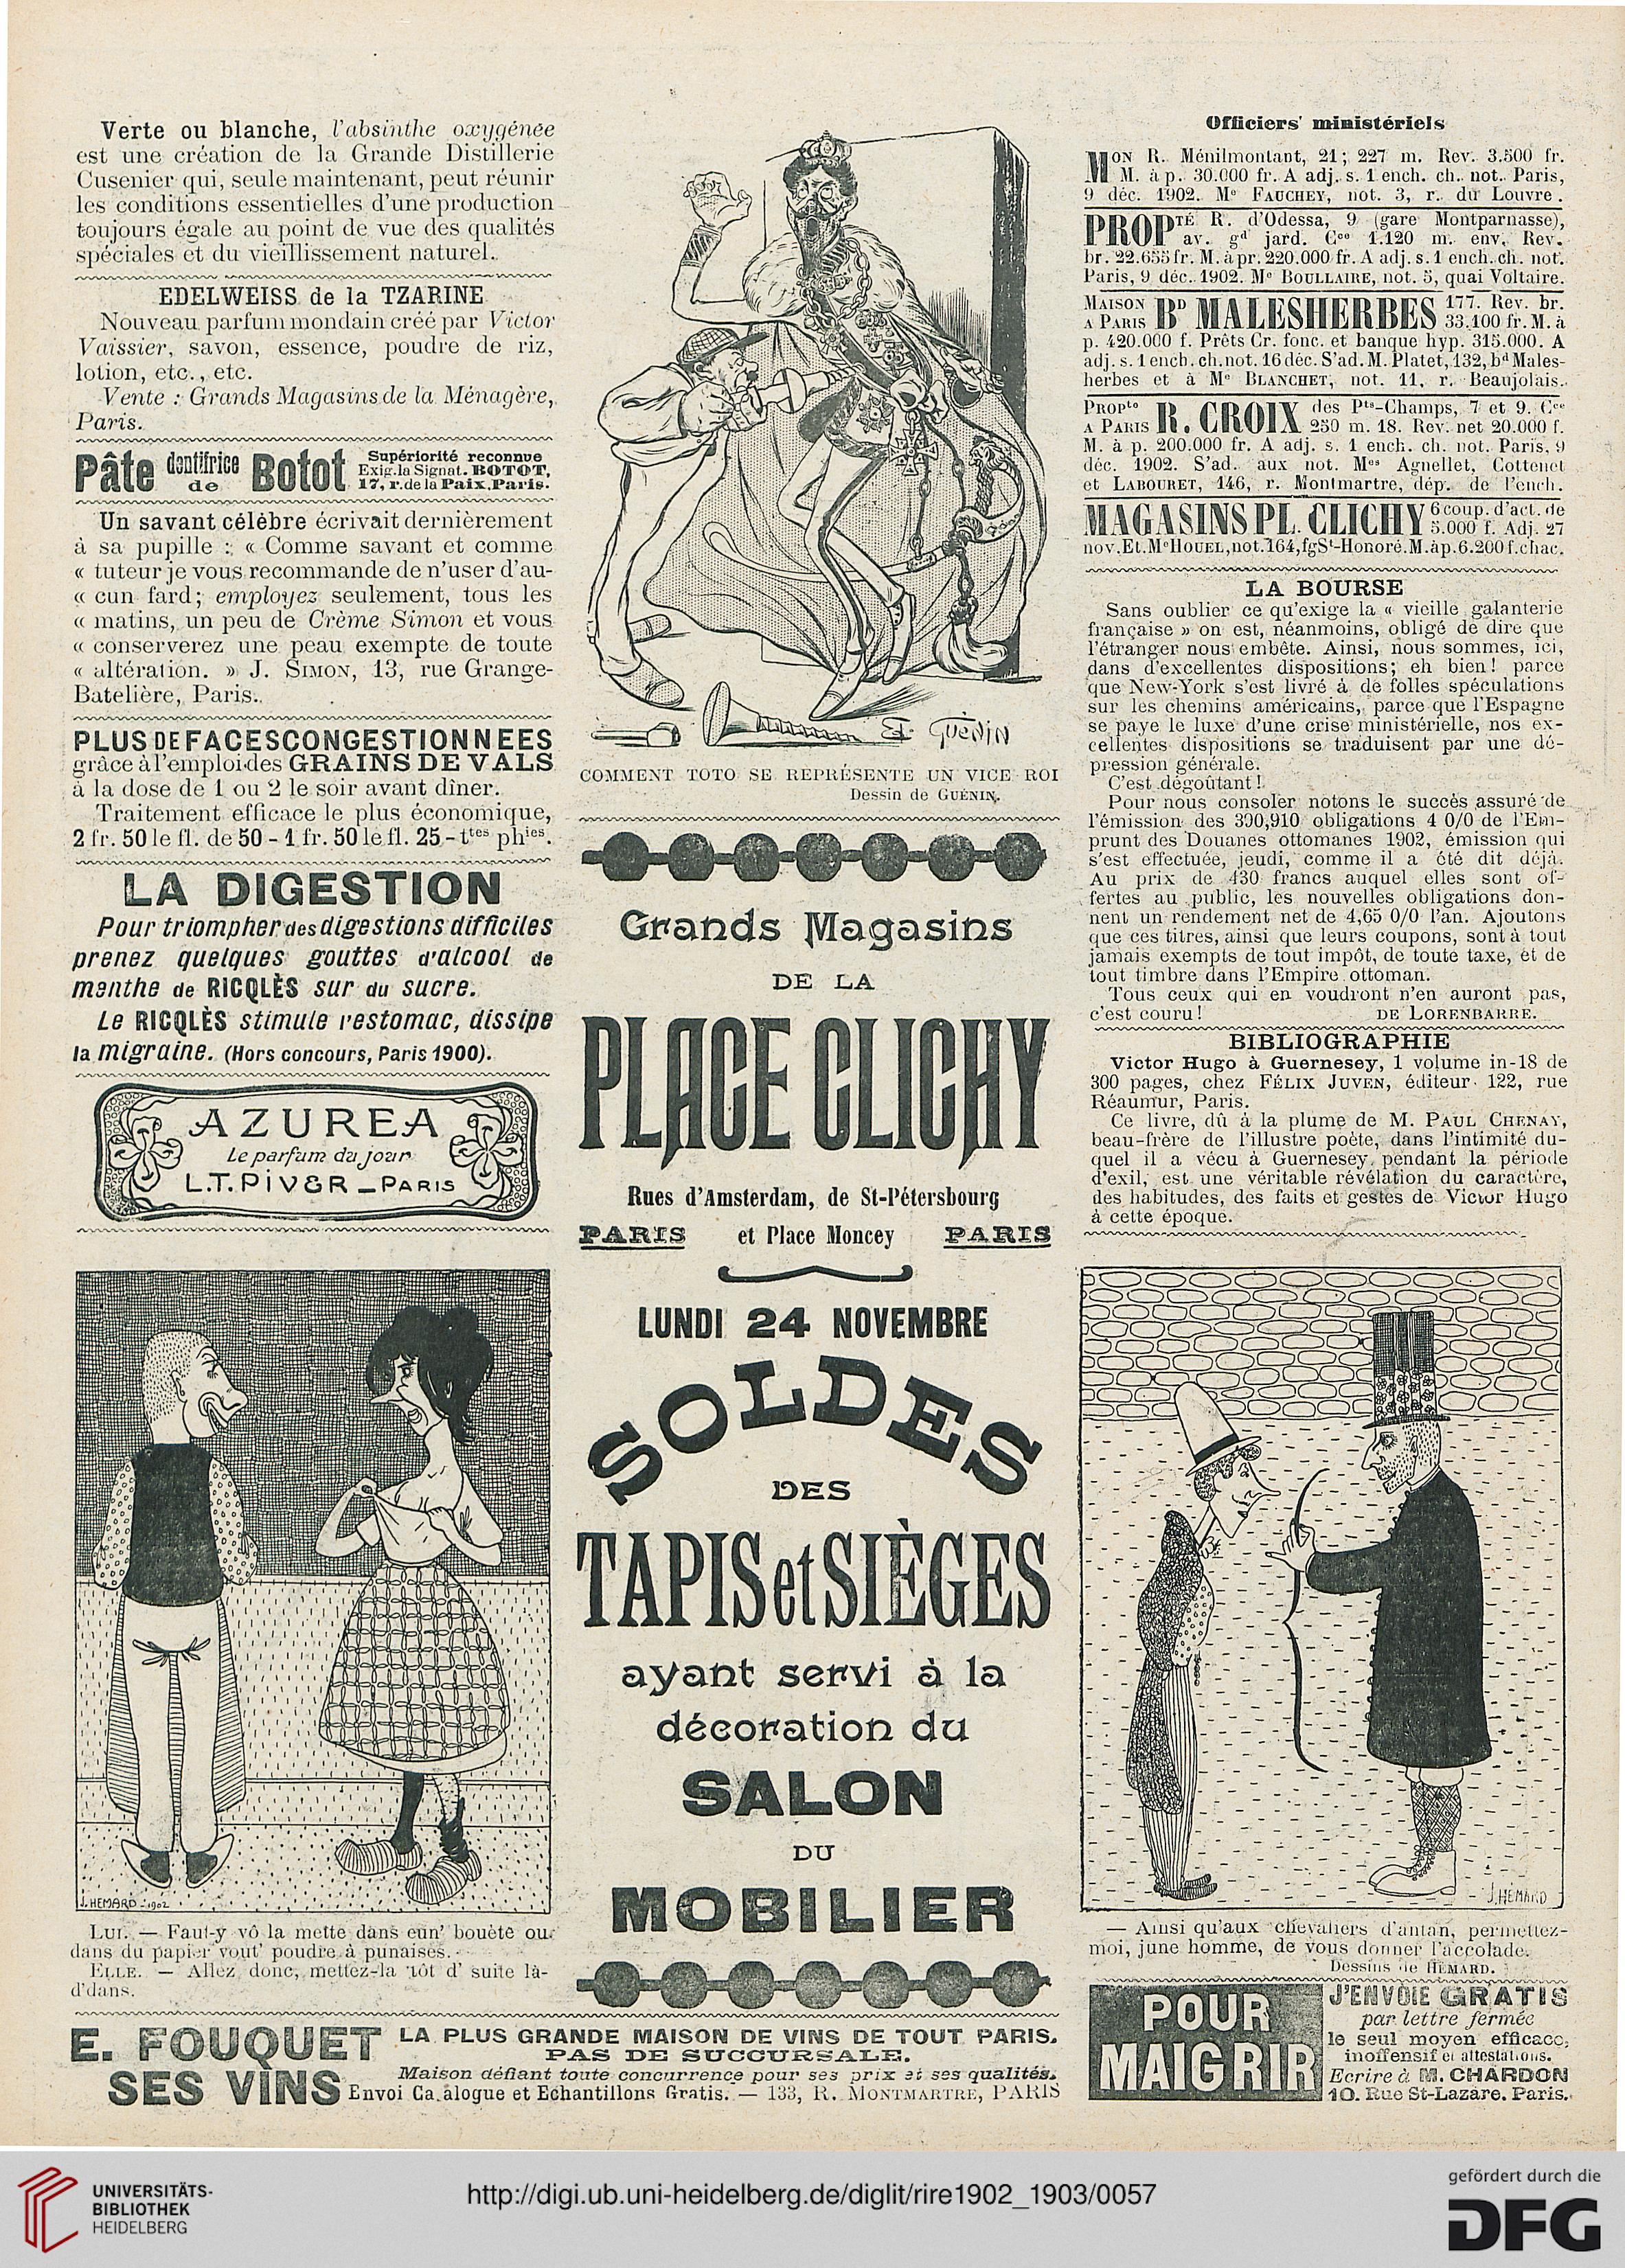 Verte ou blanche, l'absinthe oxygénée
est une création de la Grande Distillerie
Cusenier qui, seule maintenant, peut réunir
les conditions essentielles d'une production
toujours égale au point de vue des qualités
spéciales et du vieillissement naturel.
EDELWEISS de la TZARINE
Nouveau parfum mondain créé par Victor
Vaissier, savon, essence, poudre de riz,
lotion, etc., etc.
Vente : Grands Magasins de la Ménagère,
Paris.
Pâte dentifrice de Botot
Supériorité reconnue
Exig. la Signat. BOTOT,
17, r. de la Paix, Paris.
Un savant célèbre écrivait dernièrement
à sa pupille : « Comme savant et comme
« tuteur je vous recommande de n'user d'au-
« cun fard; employez seulement, tous les
« matins, un peu de Crème Simon et vous
« conserverez une peau exempte de toute
« altération. » J. SIMON, 13, rue Grange-
Batelière, Paris.
PLUS DE FACES CONGESTIONNEES
grâce à l'emploi des GRAINS DE VALS
à la dose de 1 ou 2 le soir avant dîner.
Traitement efficace le plus économique,
2 fr. 50 le fl. de 50 - 1 fr. 50 le fl. 25 - ttes phies.
LA DIGESTION
Pour triompher des digestions difficiles
prenez quelques gouttes d'alcool de
menthe de RICQLÈS sur du sucre.
Le RICQLÈS stimule l'estomac, dissipe
la migraine. (Hors concours, Paris 1900).
AZUREA
Le parfum du jour
L.T. PIVER - PARIS
J. HEMARD - 1902
LUI. — Faut-y vô la mette dans eun' bouète ou
dans du papier vout' poudre à punaises.
ELLE. — Allez donc, mettez-la tôt d' suite là-
d'dans.
E. Guénin
COMMENT TOTO SE REPRÉSENTE UN VICE ROI
Dessin de GUÉNIN.
Grands Magasins
DE LA
PLACE CLICHY
Rues d'Amsterdam, de St-Pétersbourg
PARIS et Place Moncey PARIS
LUNDI 24 NOVEMBRE
SOLDES
DES
TAPIS et SIÈGES
ayant servi à la
décoration du
SALON
DU
MOBILIER
Officiers ministériels
MON R. Ménilmontant, 21; 227 m. Rev. 3.500 fr.
M. à p. 30.000 fr. A adj. s. 1 ench. ch. not. Paris,
9 déc. 1902. Me FAUCHEY, not. 3, r. du Louvre.
PROPTÉ R. d'Odessa, 9 (gare Montparnasse),
av. gd jard. Cce 1.120 m. env. Rev.
br. 22.655 fr. M. à pr. 220.000 fr. A adj. s. 1 ench. ch. not.
Paris, 9 déc. 1902. Me BOULLAIRE, not. 5, quai Voltaire.
MAISON A PARIS BD MALESHERBES 177. Rev. br.
33.100 fr. M. à
p. 420.000 f. Prêts Cr. fonc. et banque hyp. 315.000. A
adj. s. 1 ench. ch. not. 16 déc. S'ad. M. Platet, 132, bd Males-
herbes et à Me BLANCHET, not. 11, r. Beaujolais.
PROPté A PARIS R. CROIX des Pts-Champs, 7 et 9. Cce
250 m. 18. Rev. net 20.000 f.
M. à p. 200.000 fr. A adj. s. 1 ench. ch. not. Paris, 9
déc. 1902. S'ad. aux not. Mes Agnellet, Cottenet
et LABOURET, 146, r. Montmartre, dép. de l'ench.
MAGASINS PL. CLICHY 6 coup. d'act. de
5.000 f. Adj. 27
nov. Et. Me HOUEL, not. 164, fg St-Honoré. M. à p. 6.200 f. chac.
LA BOURSE
Sans oublier ce qu'exige la « vieille galanterie
française » on est, néanmoins, obligé de dire que
l'étranger nous embête. Ainsi, nous sommes, ici,
dans d'excellentes dispositions; eh bien! parce
que New-York s'est livré à de folles spéculations
sur les chemins américains, parce que l'Espagne
se paye le luxe d'une crise ministérielle, nos ex-
cellentes dispositions se traduisent par une dé-
pression générale.
C'est dégoûtant!
Pour nous consoler notons le succès assuré de
l'émission des 390,910 obligations 4 0/0 de l'Em-
prunt des Douanes ottomanes 1902, émission qui
s'est effectuée, jeudi, comme il a été dit déjà.
Au prix de 430 francs auquel elles sont of-
fertes au public, les nouvelles obligations don-
nent un rendement net de 4,65 0/0 l'an. Ajoutons
que ces titres, ainsi que leurs coupons, sont à tout
jamais exempts de tout impôt, de toute taxe, et de
tout timbre dans l'Empire ottoman.
Tous ceux qui en voudront n'en auront pas,
c'est couru! DE LORENBARRE.
BIBLIOGRAPHIE
Victor Hugo à Guernesey, 1 volume in-18 de
300 pages, chez FÉLIX JUVEN, éditeur 122, rue
Réaumur, Paris.
Ce livre, dû à la plume de M. PAUL CHENAY,
beau-frère de l'illustre poète, dans l'intimité du-
quel il a vécu à Guernesey pendant la période
d'exil, est une véritable révélation du caractère,
des habitudes, des faits et gestes de Victor Hugo
à cette époque.
J. HÉMARD
— Ainsi qu'aux chevaliers d'antan, permettez-
moi, june homme, de vous donner l'accolade.
Dessins de HÉMARD.
E. FOUQUET
SES VINS
LA PLUS GRANDE MAISON DE VINS DE TOUT PARIS.
PAS DE SUCCURSALE.
Maison défiant toute concurrence pour ses prix et ses qualités.
Envoi Catalogue et Echantillons Gratis. — 133, R. MONTMARTRE, PARIS
POUR
MAIGRIR
J'ENVOIE GRATIS
par lettre fermée
le seul moyen efficace,
inoffensif et attestations.
Ecrire à M. CHARDON
10, Rue St-Lazare, Paris.
UNIVERSITÄTS-
BIBLIOTHEK
HEIDELBERG
http://digi.ub.uni-heidelberg.de/diglit/rire1902_1903/0057
gefördert durch die
DFG